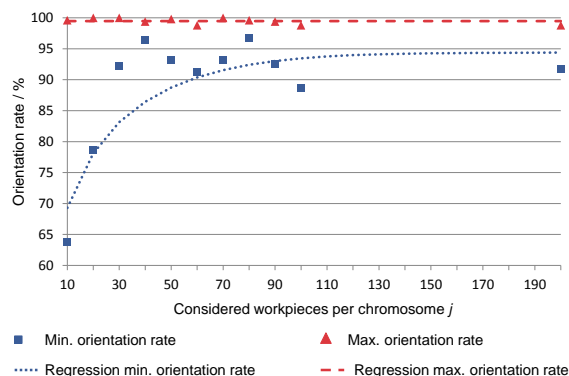 Orientation rate / %
100
95
90
85
80
75
70
65
60
10 30 50 70 90 110 130 150 170 190
Considered workpieces per chromosome j
Min. orientation rate Max. orientation rate
Regression min. orientation rate Regression max. orientation rate